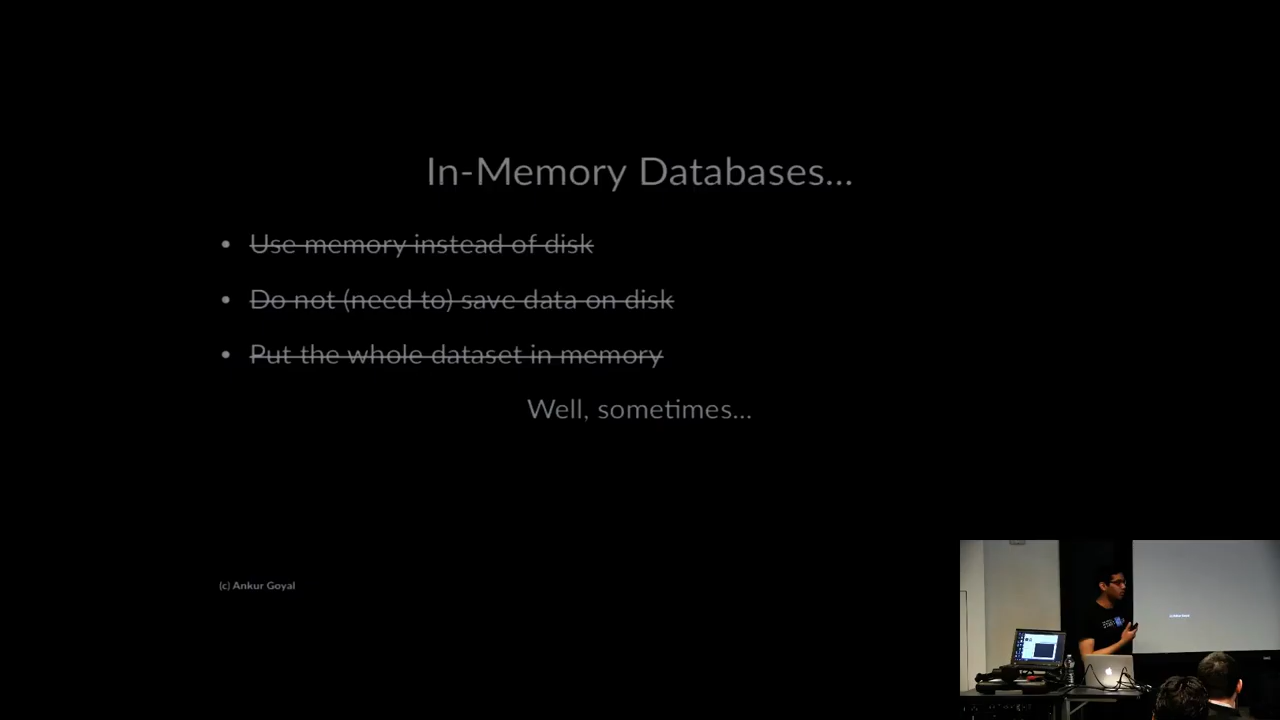 In-Memory Databases...
• Use memory instead of disk
• Do not (need to) save data on disk
• Put the whole dataset in memory
Well, sometimes...
(c) Ankur Goyal